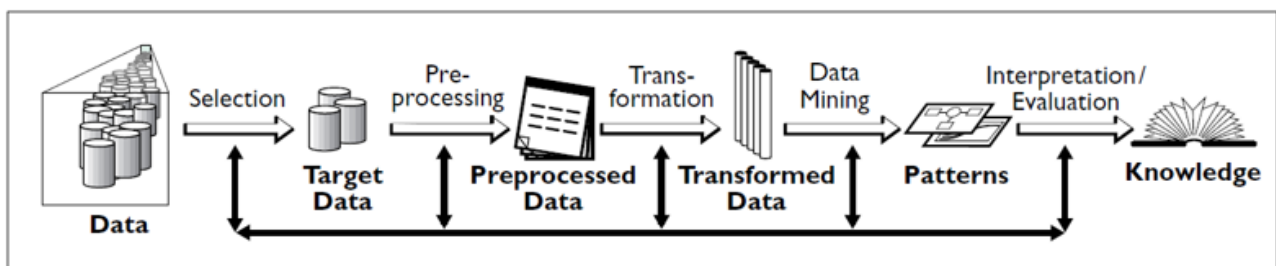 Selection
Pre-
processing
Trans-
formation
Data
Mining
Interpretation/
Evaluation
Data
Target
Data
Preprocessed
Data
Transformed
Data
Patterns
Knowledge